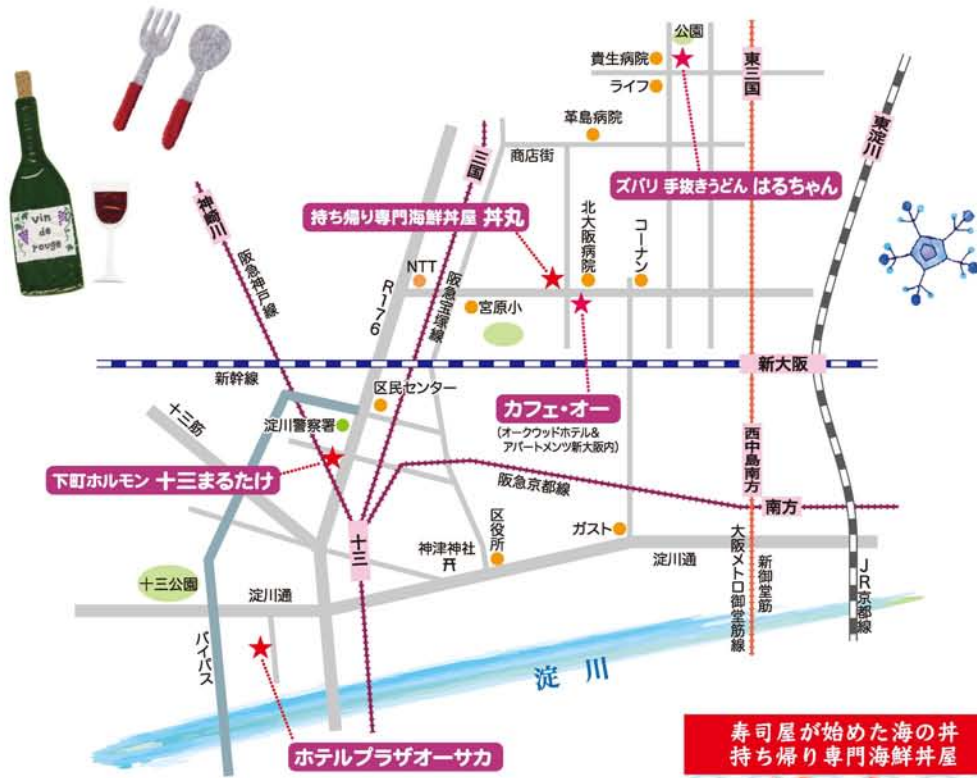 vin
de
rouge
公園
貴生病院
ライフ
東三国
革島病院
商店街
三国
東淀川
ズバリ 手抜きうどん はるちゃん
神崎川
持ち帰り専門海鮮丼屋 丼丸
北大阪病院
コーナン
阪急神戸線
NTT
R176
阪急宝塚線
宮原小
新幹線
新大阪
区民センター
十三筋
淀川警察署
カフェ・オー
(オークウッドホテル&
アパートメンツ新大阪内)
西中島南方
下町ホルモン 十三まるたけ
阪急京都線
南方
十三
区役所
ガスト
神津神社
淀川通
大阪メトロ御堂筋線
新御堂筋
JR京都線
十三公園
淀川通
バイパス
淀川
ホテルプラザオーサカ
寿司屋が始めた海の丼
持ち帰り専門海鮮丼屋